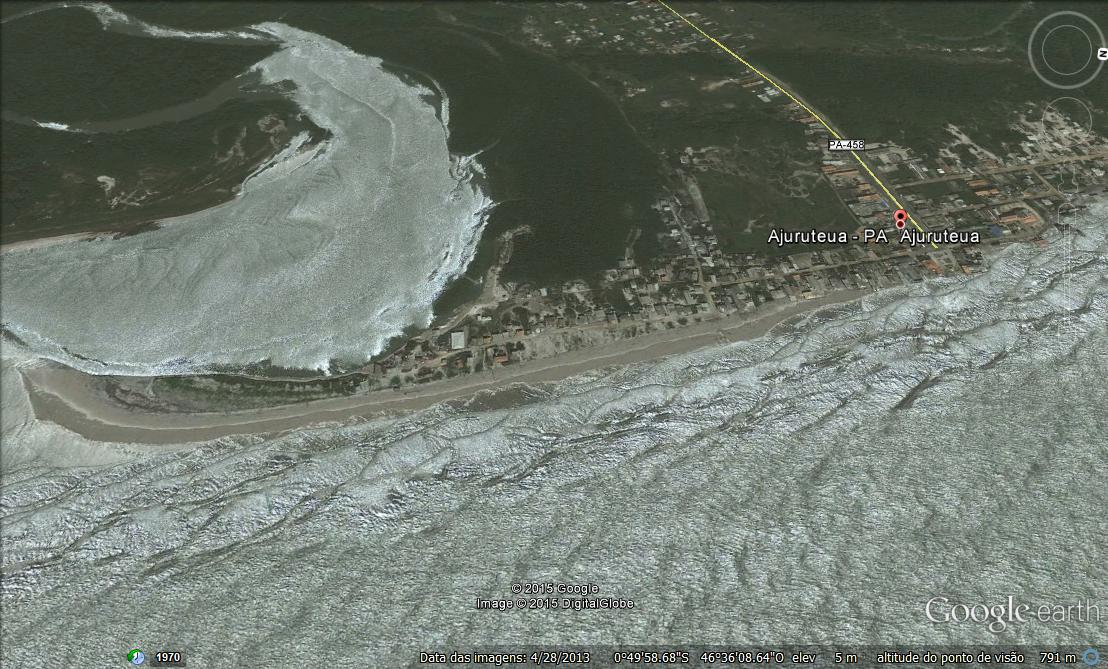 N
PA-458
Ajuruteua - PA Ajuruteua
© 2015 Google
Image © 2015 DigitalGlobe
Google earth
1970
Data das imagens: 4/28/2013 0°49'58.68"S 46°36'08.64"O elev 5 m altitude do ponto de visão 791 m